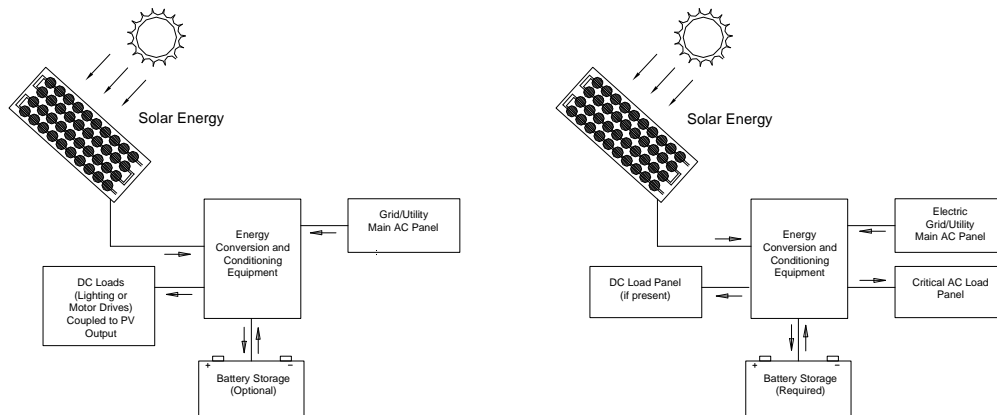 Solar Energy
Grid/Utility
Main AC Panel
Energy
Conversion and
Conditioning
Equipment
DC Loads
(Lighting or
Motor Drives)
Coupled to PV
Output
+
−
Battery Storage
(Optional)
Solar Energy
Electric
Grid/Utility
Main AC Panel
Energy
Conversion and
Conditioning
Equipment
DC Load Panel
(if present)
Critical AC Load
Panel
+
−
Battery Storage
(Required)